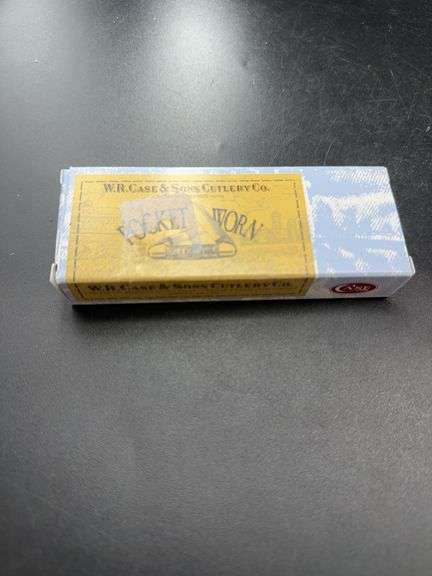 W.R. CASE & SONS CUTLERY CO.
POCKET WORN
W.R. CASE & SONS CUTLERY CO.
CASE